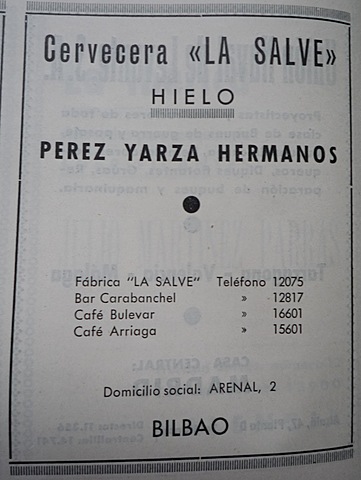 Cervecera «LA SALVE»
HIELO
PEREZ YARZA HERMANOS
Fábrica "LA SALVE" Teléfono 12075
Bar Carabanchel » 12817
Café Bulevar » 16601
Café Arriaga » 15601
Domicilio social: ARENAL, 2
BILBAO